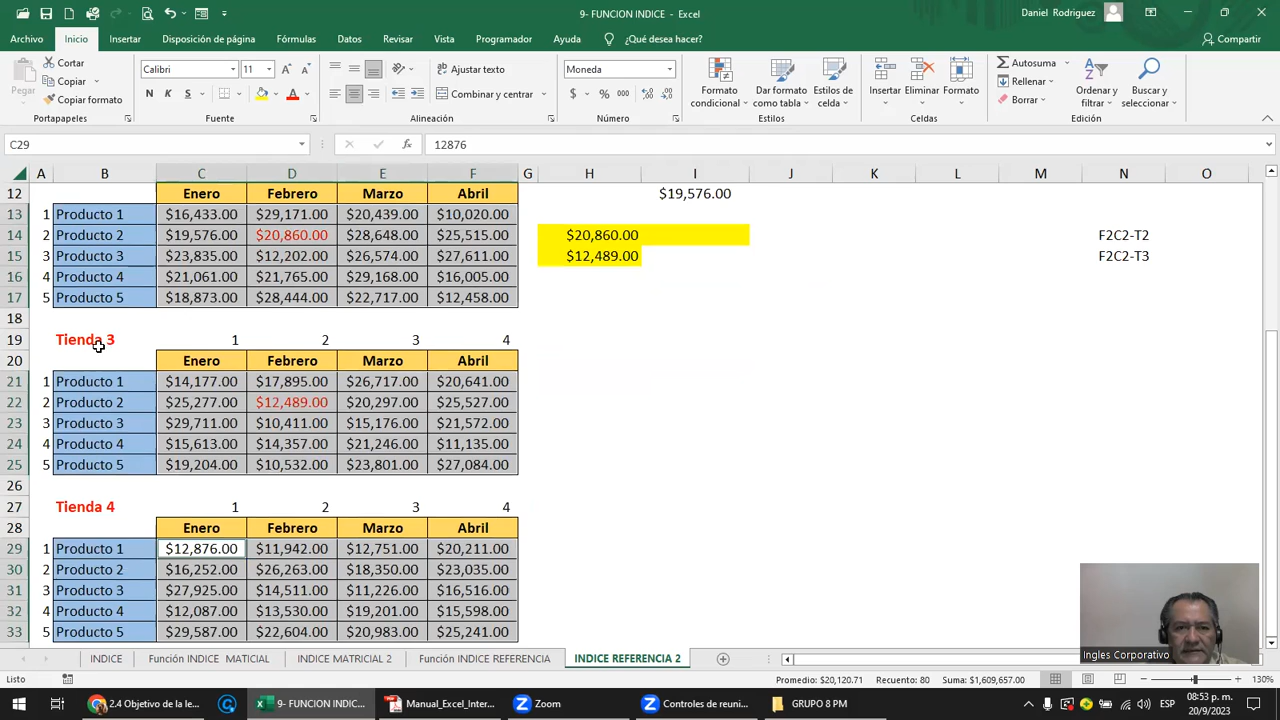 9- FUNCION INDICE - Excel
Daniel Rodriguez
Archivo Inicio Insertar Disposición de página Fórmulas Datos Revisar Vista Programador Ayuda ¿Qué desea hacer? Compartir
Pegar
Cortar
Copiar
Copiar formato
Portapapeles
Calibri 11
N K S
Fuente
Ajustar texto
Combinar y centrar
Alineación
Moneda
$ % 000
Número
Formato condicional
Dar formato como tabla
Estilos de celda
Estilos
Insertar Eliminar Formato
Celdas
Autosuma
Rellenar
Borrar
Ordenar y filtrar
Buscar y seleccionar
Edición
C29 fx 12876
A B C D E F G H I J K L M N O
12 Enero Febrero Marzo Abril $19,576.00
13 1 Producto 1 $16,433.00 $29,171.00 $20,439.00 $10,020.00
14 2 Producto 2 $19,576.00 $20,860.00 $28,648.00 $25,515.00 $20,860.00 F2C2-T2
15 3 Producto 3 $23,835.00 $12,202.00 $26,574.00 $27,611.00 $12,489.00 F2C2-T3
16 4 Producto 4 $21,061.00 $21,765.00 $29,168.00 $16,005.00
17 5 Producto 5 $18,873.00 $28,444.00 $22,717.00 $12,458.00
18
19 Tienda 3 1 2 3 4
20 Enero Febrero Marzo Abril
21 1 Producto 1 $14,177.00 $17,895.00 $26,717.00 $20,641.00
22 2 Producto 2 $25,277.00 $12,489.00 $20,297.00 $25,527.00
23 3 Producto 3 $29,711.00 $10,411.00 $15,176.00 $21,572.00
24 4 Producto 4 $15,613.00 $14,357.00 $21,246.00 $11,135.00
25 5 Producto 5 $19,204.00 $10,532.00 $23,801.00 $27,084.00
26
27 Tienda 4 1 2 3 4
28 Enero Febrero Marzo Abril
29 1 Producto 1 $12,876.00 $11,942.00 $12,751.00 $20,211.00
30 2 Producto 2 $16,252.00 $26,263.00 $18,350.00 $23,035.00
31 3 Producto 3 $27,925.00 $14,511.00 $11,226.00 $16,516.00
32 4 Producto 4 $12,087.00 $13,530.00 $19,201.00 $15,598.00
33 5 Producto 5 $29,587.00 $22,604.00 $20,983.00 $25,241.00
Ingles Corporativo
INDICE Función INDICE MATICIAL INDICE MATRICIAL 2 Función INDICE REFERENCIA INDICE REFERENCIA 2
Listo Promedio: $20,120.71 Recuento: 80 Suma: $1,609,657.00 130%
2.4 Objetivo de la le... 9- FUNCION INDIC... Manual_Excel_Inter... Zoom Controles de reuni... GRUPO 8 PM ESP 08:53 p. m.
20/9/2023